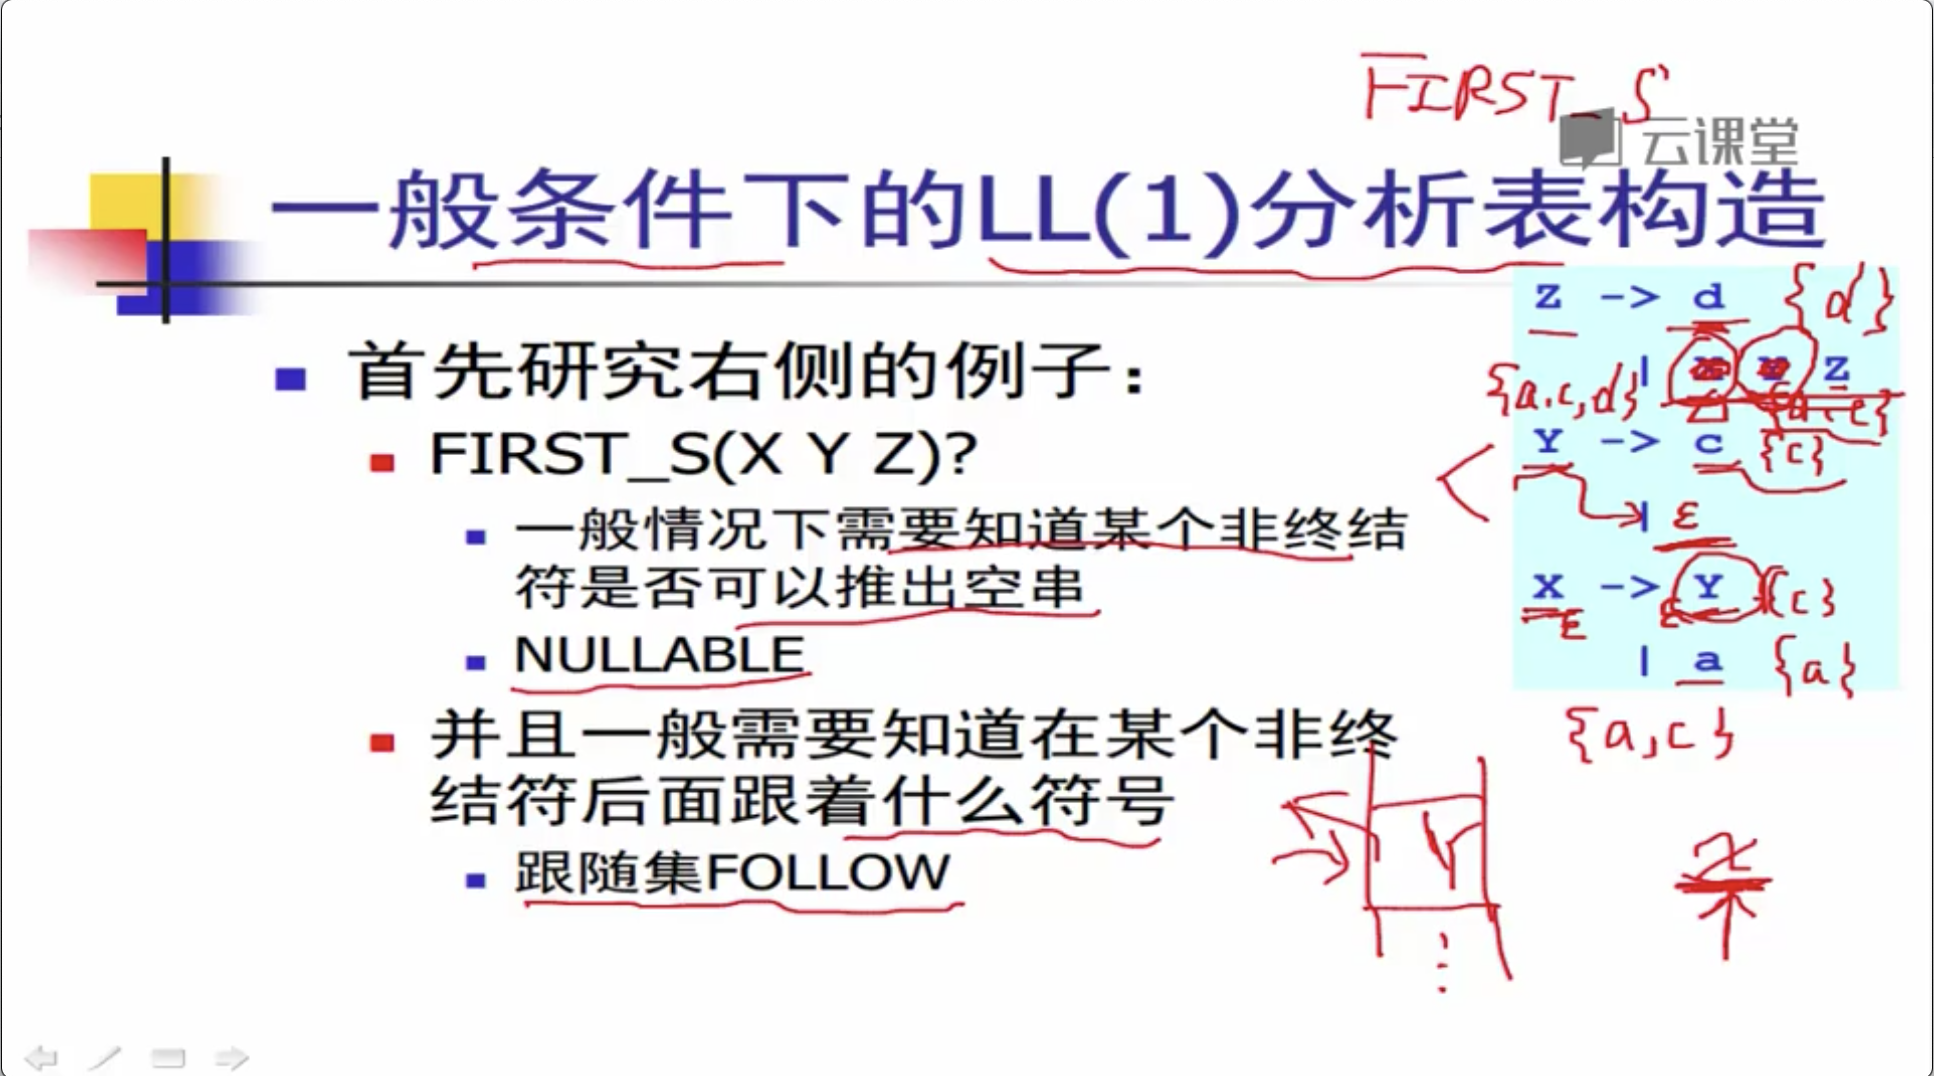 FIRST_S
云课堂
一般条件下的LL(1)分析表构造
首先研究右侧的例子：
FIRST_S(X Y Z)?
一般情况下需要知道某个非终结
符是否可以推出空串
NULLABLE
并且一般需要知道在某个非终
结符后面跟着什么符号
跟随集FOLLOW
Z -> d {d}
{a,c,d} | X Y Z
Y -> c {c}
| ε
X -> Y {c}
| a {a}
{a,c}
Y